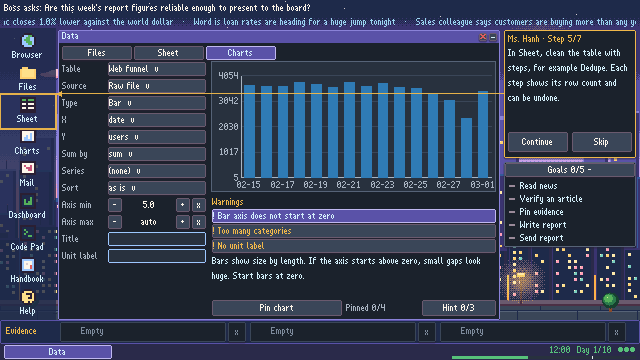 Boss asks: Are this week's report figures reliable enough to present to the board?
ic closes 1.0% lower against the world dollar · Word is loan rates are heading for a huge jump tonight · Sales colleague says customers are buying more than any
Browser
Files
Sheet
Charts
Mail
Dashboard
Code Pad
Handbook
Help
Data
Files
Sheet
Charts
Table
Web funnel v
Source
Raw file v
Type
Bar v
X
date v
Y
users v
Sum by
sum v
Series
(none) v
Sort
as is v
Axis min
- 5.0 + x
Axis max
- auto + x
Title
Unit label
4054
3042
2030
1017
5
02-15 02-17 02-19 02-21 02-23 02-25 02-27 03-01
Warnings
! Bar axis does not start at zero
! Too many categories
! No unit label
Bars show size by length. If the axis starts above zero, small gaps look
huge. Start bars at zero.
Pin chart
Pinned 0/4
Hint 0/3
Ms. Hanh · Step 5/7
In Sheet, clean the table with
steps, for example Dedupe. Each
step shows its row count and
can be undone.
Continue
Skip
Goals 0/5 -
— Read news
— Verify an article
— Pin evidence
— Write report
— Send report
Evidence
Empty x
Empty x
Empty x
Data
12:00 Day 1/10